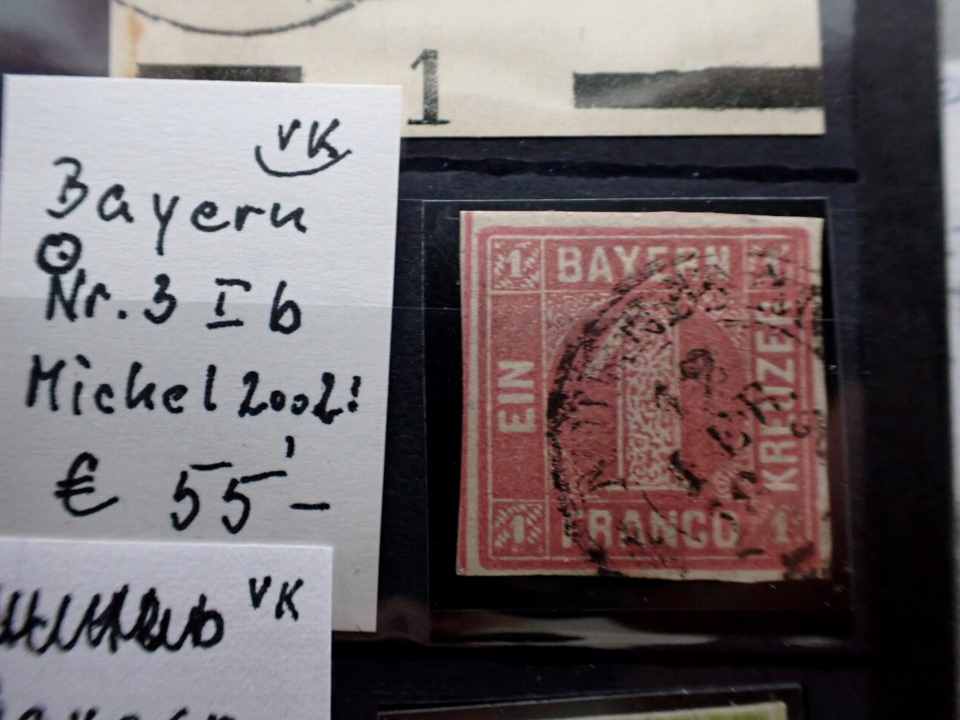 1
VK
Bayern
Nr. 3 I b
Michel 2002:
€ 55,-
VK
1 BAYERN 1
EIN
KREUZER
1 FRANCO 1